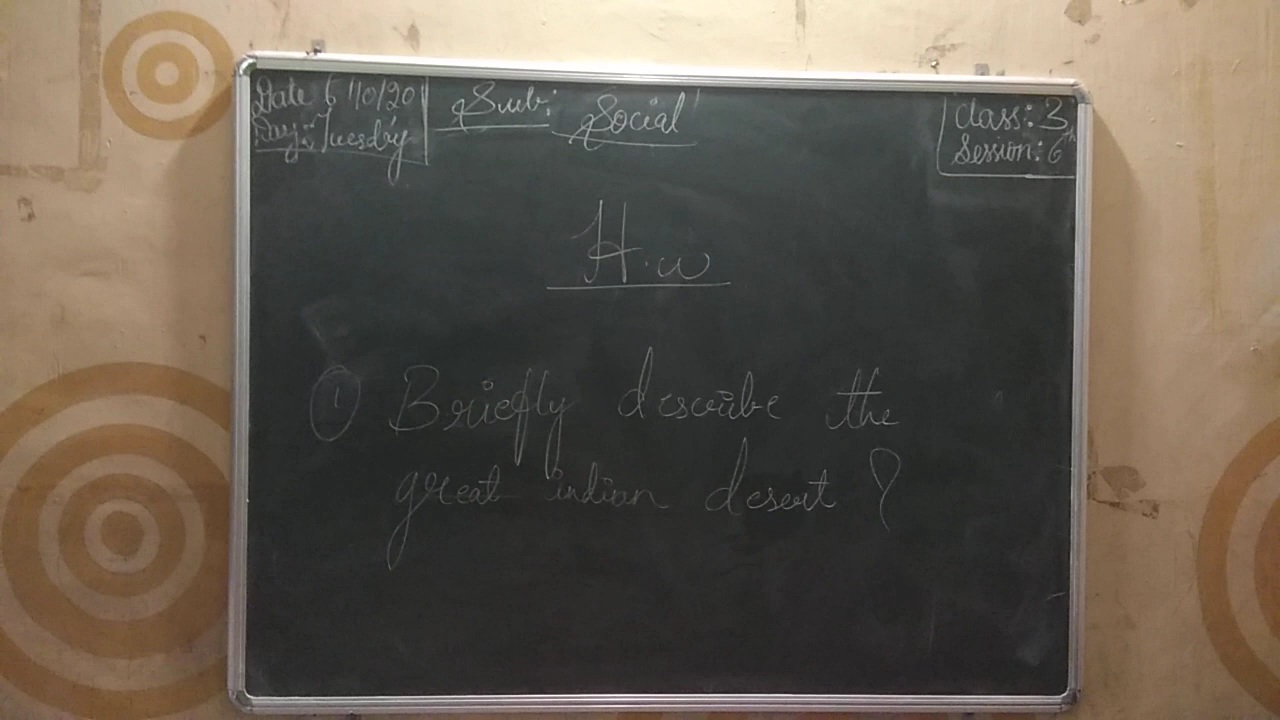 Date 6/10/20
Day:- Tuesday
Sub: Social
Class: 3
Session: 6th
H.w
① Briefly describe the
great indian desert ?